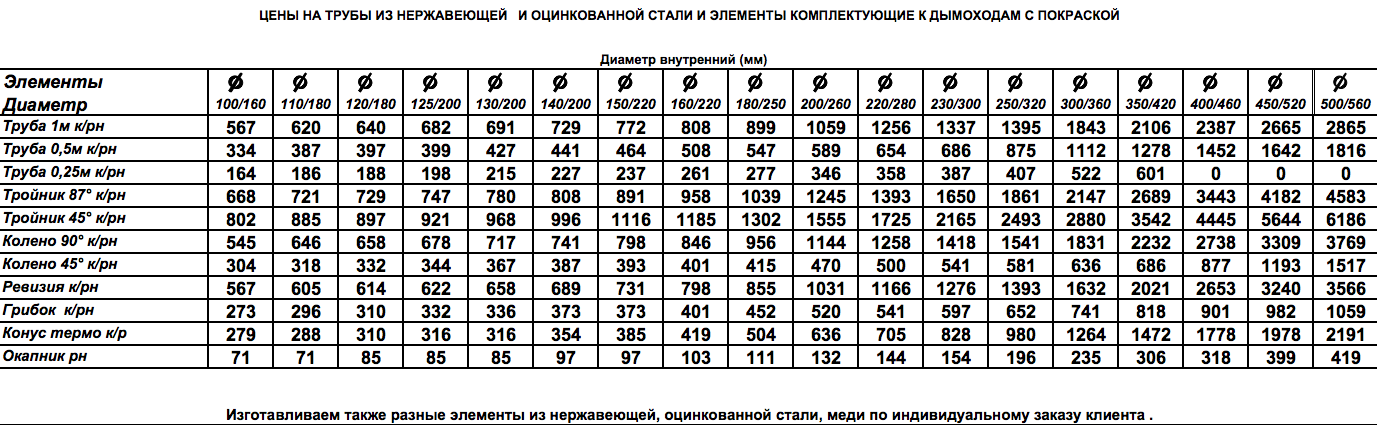 ЦЕНЫ НА ТРУБЫ ИЗ НЕРЖАВЕЮЩЕЙ И ОЦИНКОВАННОЙ СТАЛИ И ЭЛЕМЕНТЫ КОМПЛЕКТУЮЩИЕ К ДЫМОХОДАМ С ПОКРАСКОЙ
Диаметр внутренний (мм)
Элементы ø ø ø ø ø ø ø ø ø ø ø ø ø ø ø ø ø ø
Диаметр 100/160 110/180 120/180 125/200 130/200 140/200 150/220 160/220 180/250 200/260 220/280 230/300 250/320 300/360 350/420 400/460 450/520 500/560
Труба 1м к/рн 567 620 640 682 691 729 772 808 899 1059 1256 1337 1395 1843 2106 2387 2665 2865
Труба 0,5м к/рн 334 387 397 399 427 441 464 508 547 589 654 686 875 1112 1278 1452 1642 1816
Труба 0,25м к/рн 164 186 188 198 215 227 237 261 277 346 358 387 407 522 601 0 0 0
Тройник 87° к/рн 668 721 729 747 780 808 891 958 1039 1245 1393 1650 1861 2147 2689 3443 4182 4583
Тройник 45° к/рн 802 885 897 921 968 996 1116 1185 1302 1555 1725 2165 2493 2880 3542 4445 5644 6186
Колено 90° к/рн 545 646 658 678 717 741 798 846 956 1144 1258 1418 1541 1831 2232 2738 3309 3769
Колено 45° к/рн 304 318 332 344 367 387 393 401 415 470 500 541 581 636 686 877 1193 1517
Ревизия к/рн 567 605 614 622 658 689 731 798 855 1031 1166 1276 1393 1632 2021 2653 3240 3566
Грибок к/рн 273 296 310 332 336 373 373 401 452 520 541 597 652 741 818 901 982 1059
Конус термо к/р 279 288 310 316 316 354 385 419 504 636 705 828 980 1264 1472 1778 1978 2191
Окапник рн 71 71 85 85 85 97 97 103 111 132 144 154 196 235 306 318 399 419
Изготавливаем также разные элементы из нержавеющей, оцинкованной стали, меди по индивидуальному заказу клиента .